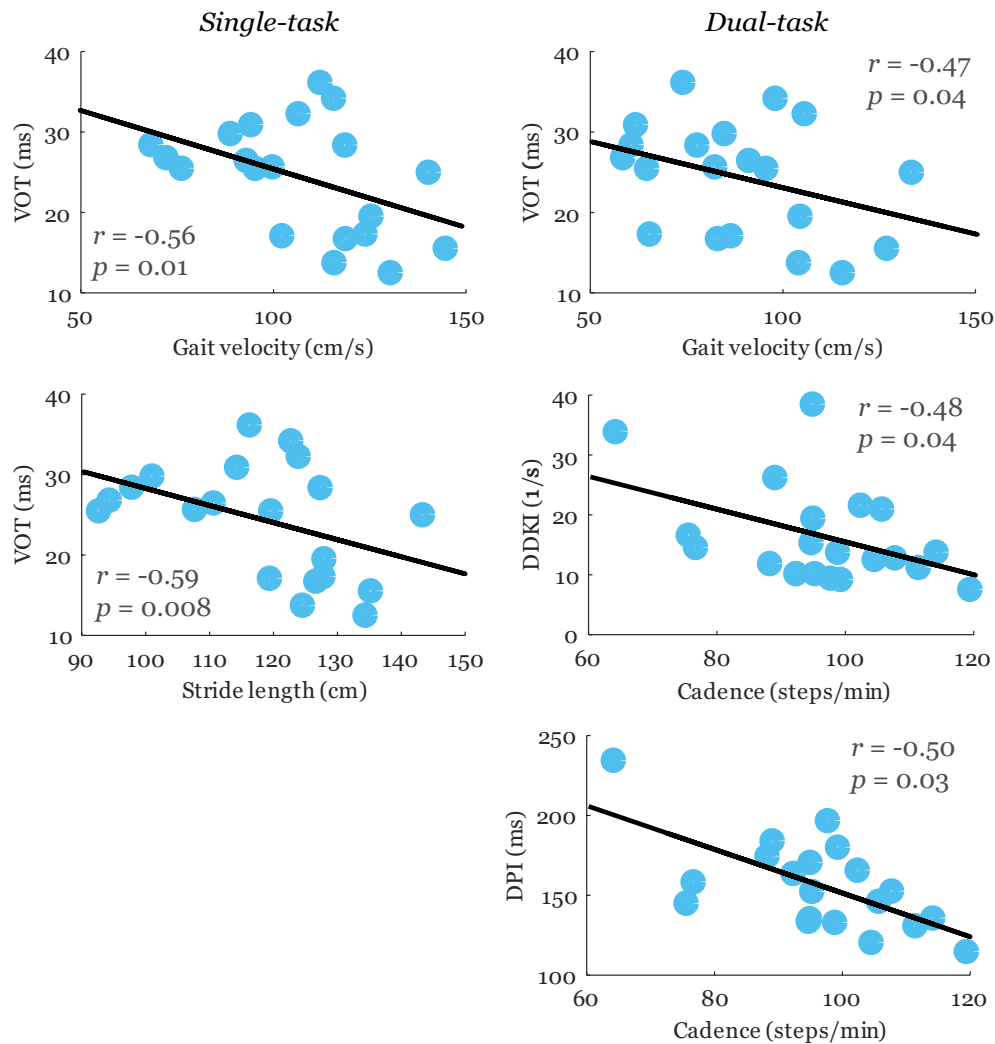 Single-task
Dual-task
40
30
20
10
VOT (ms)
r = -0.56
p = 0.01
50
100
150
Gait velocity (cm/s)
40
30
20
10
VOT (ms)
r = -0.47
p = 0.04
50
100
150
Gait velocity (cm/s)
40
30
20
10
VOT (ms)
r = -0.59
p = 0.008
90
100
110
120
130
140
150
Stride length (cm)
40
30
20
10
0
DDKI (1/s)
r = -0.48
p = 0.04
60
80
100
120
Cadence (steps/min)
250
200
150
100
DPI (ms)
r = -0.50
p = 0.03
60
80
100
120
Cadence (steps/min)